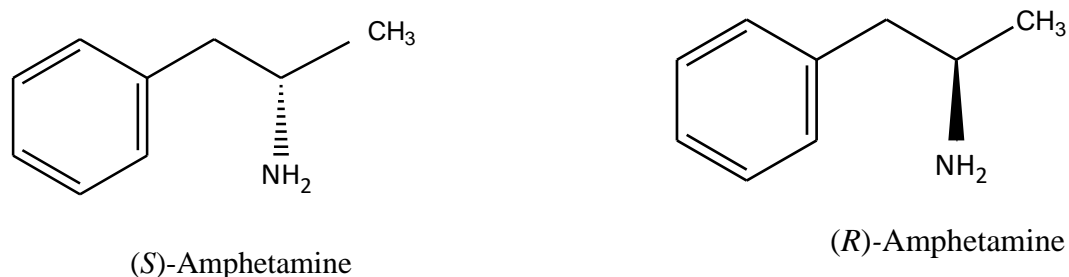 CH₃
NH₂
(S)-Amphetamine
CH₃
NH₂
(R)-Amphetamine